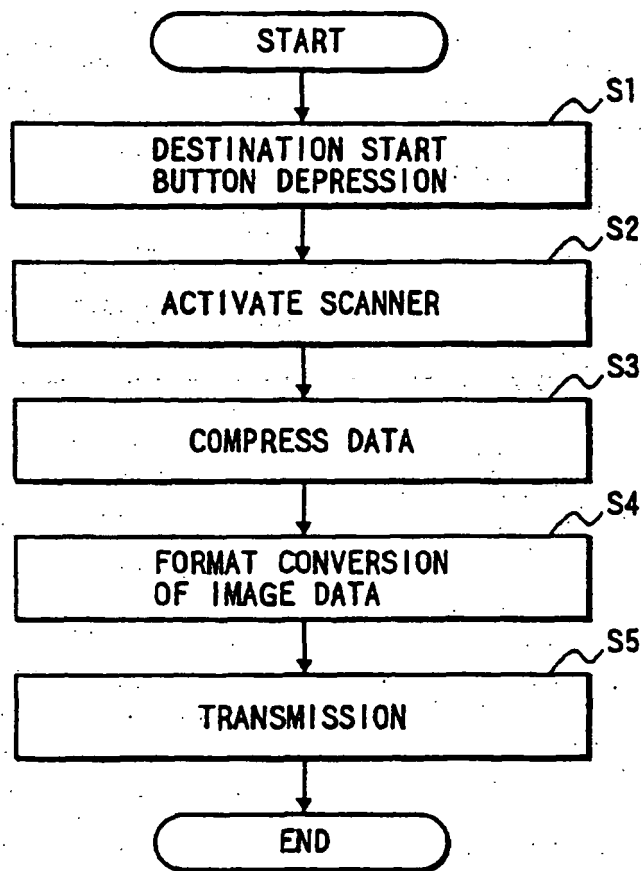 START
S1
DESTINATION START
BUTTON DEPRESSION
S2
ACTIVATE SCANNER
S3
COMPRESS DATA
S4
FORMAT CONVERSION
OF IMAGE DATA
S5
TRANSMISSION
END